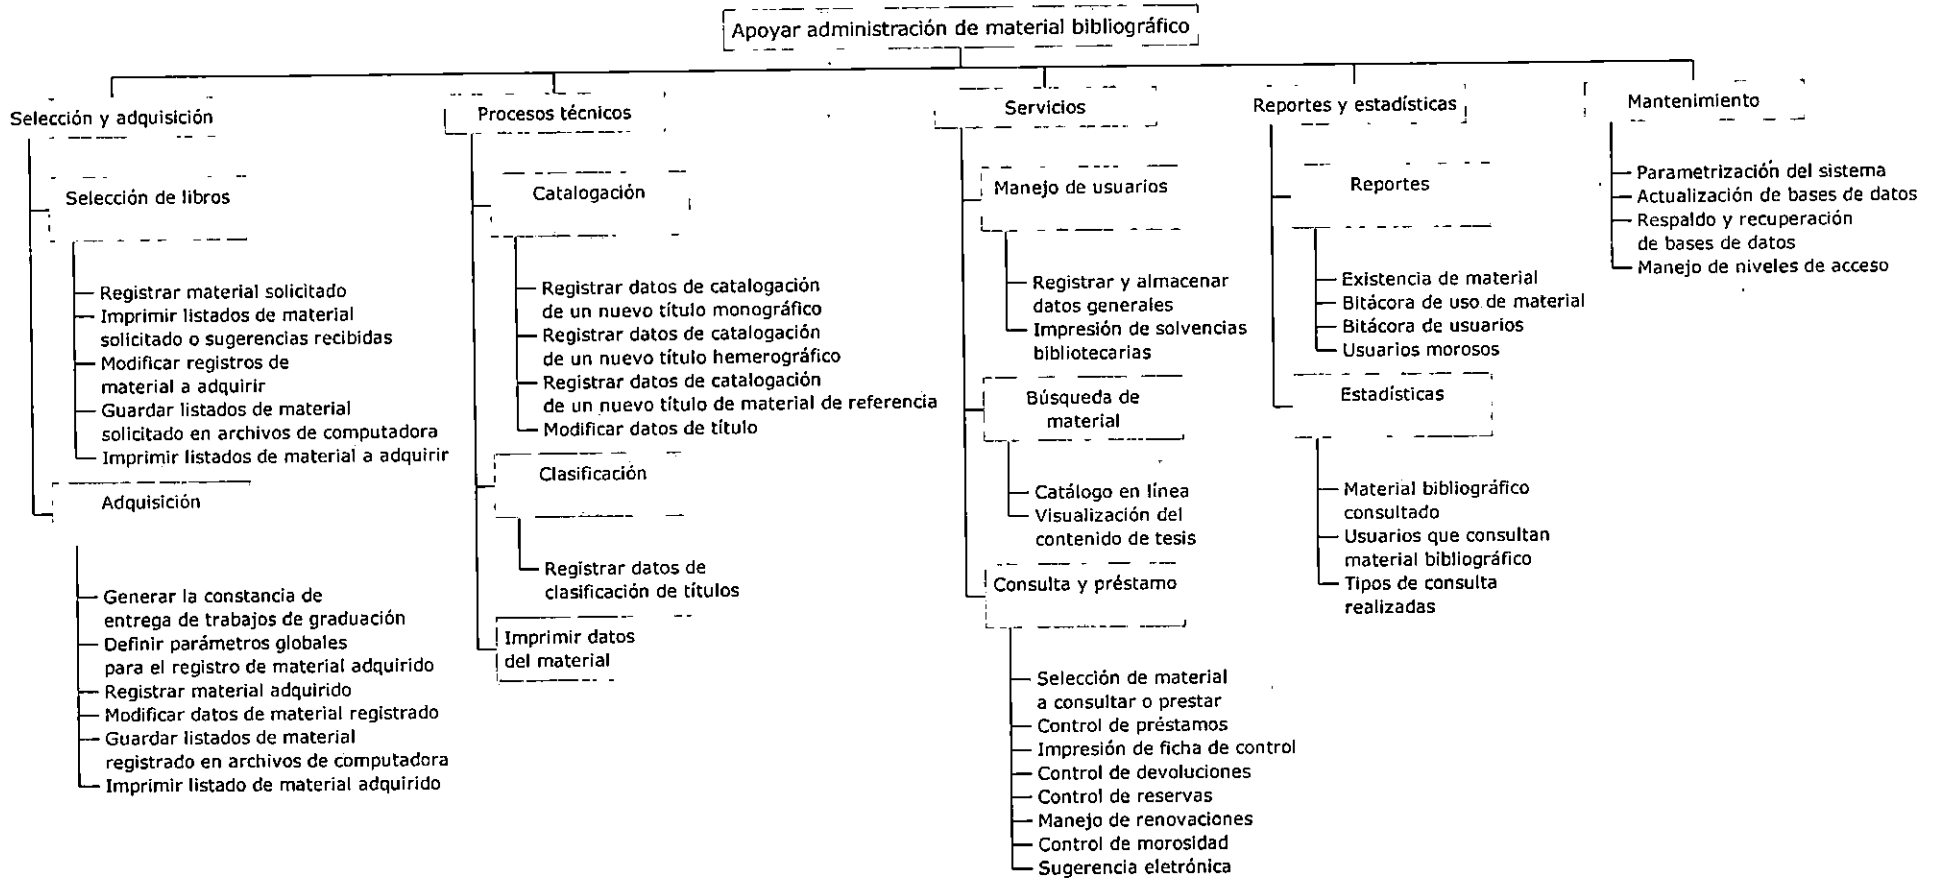 Apoyar administración de material bibliográfico
Selección y adquisición
Selección de libros
Registrar material solicitado
Imprimir listados de material
solicitado o sugerencias recibidas
Modificar registros de
material a adquirir
Guardar listados de material
solicitado en archivos de computadora
Imprimir listados de material a adquirir
Adquisición
Generar la constancia de
entrega de trabajos de graduación
Definir parámetros globales
para el registro de material adquirido
Registrar material adquirido
Modificar datos de material registrado
Guardar listados de material
registrado en archivos de computadora
Imprimir listado de material adquirido
Procesos técnicos
Catalogación
Registrar datos de catalogación
de un nuevo título monográfico
Registrar datos de catalogación
de un nuevo título hemerográfico
Registrar datos de catalogación
de un nuevo título de material de referencia
Modificar datos de título
Clasificación
Registrar datos de
clasificación de títulos
Imprimir datos
del material
Servicios
Manejo de usuarios
Registrar y almacenar
datos generales
Impresión de solvencias
bibliotecarias
Búsqueda de
material
Catálogo en línea
Visualización del
contenido de tesis
Consulta y préstamo
Selección de material
a consultar o prestar
Control de préstamos
Impresión de ficha de control
Control de devoluciones
Control de reservas
Manejo de renovaciones
Control de morosidad
Sugerencia eletrónica
Reportes y estadísticas
Reportes
Existencia de material
Bitácora de uso de material
Bitácora de usuarios
Usuarios morosos
Estadísticas
Material bibliográfico
consultado
Usuarios que consultan
material bibliográfico
Tipos de consulta
realizadas
Mantenimiento
Parametrización del sistema
Actualización de bases de datos
Respaldo y recuperación
de bases de datos
Manejo de niveles de acceso